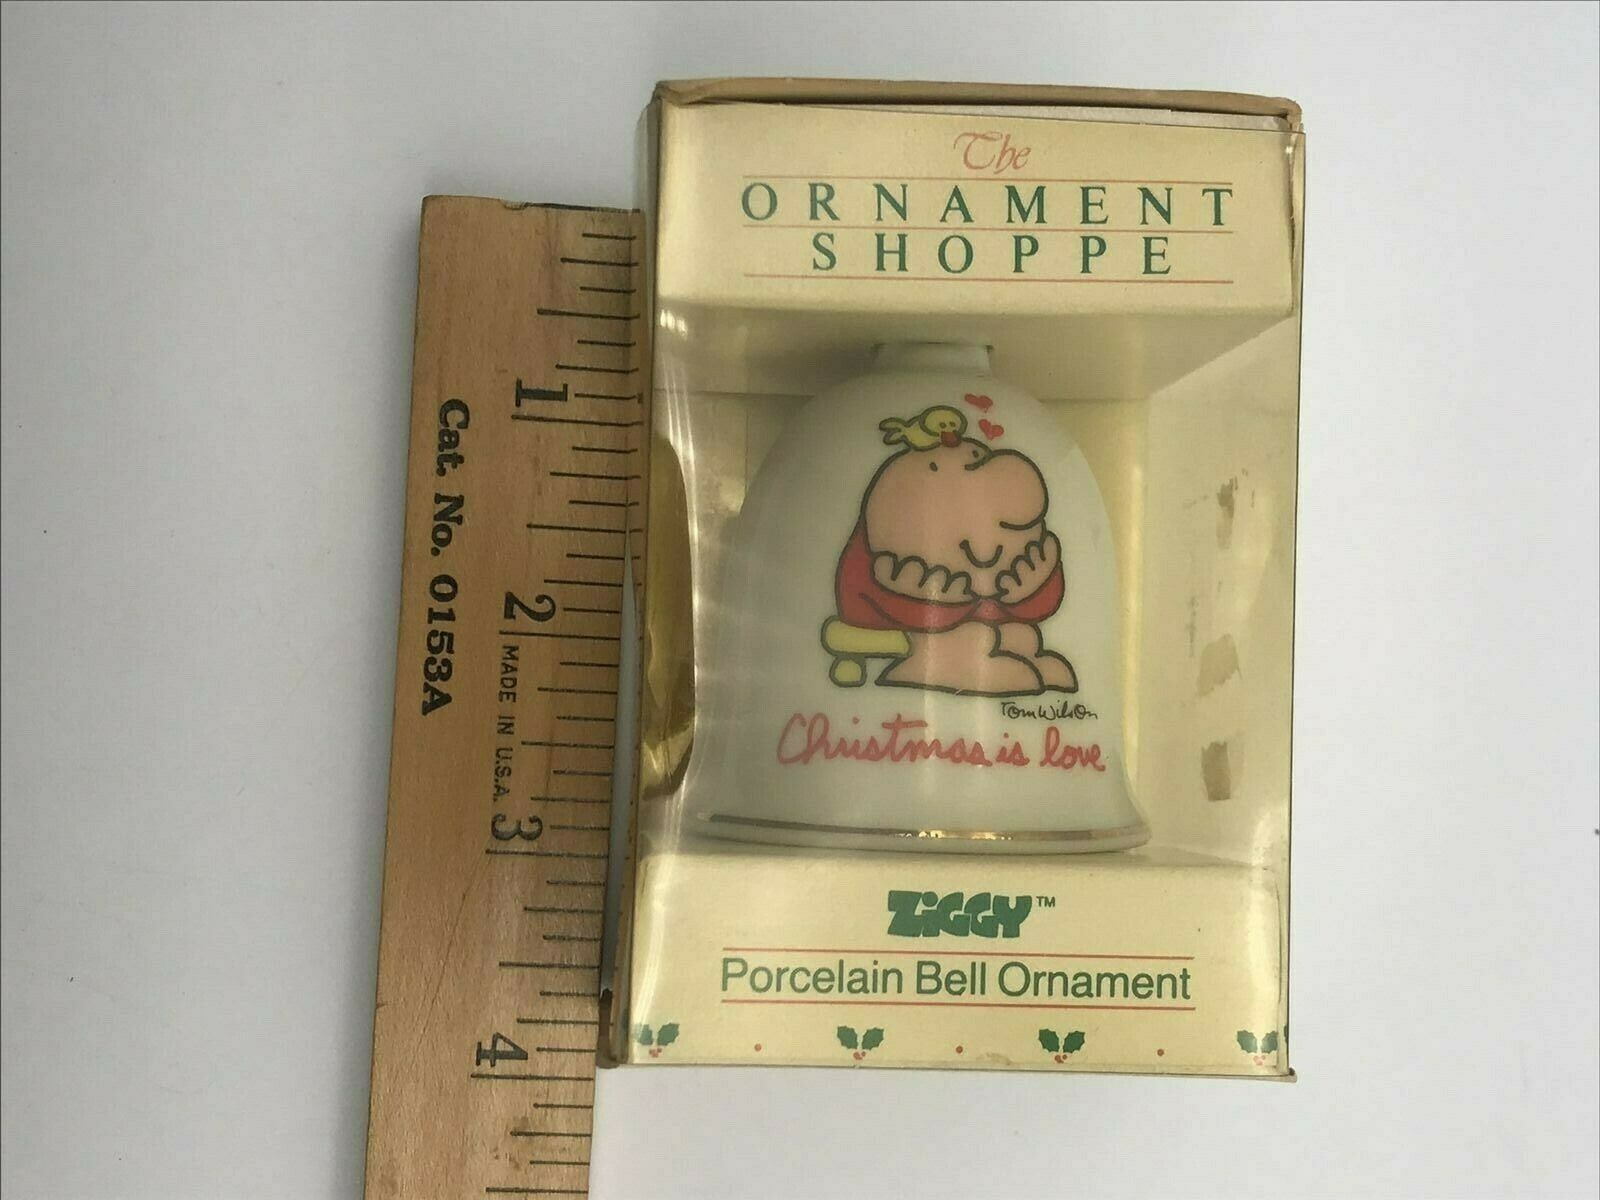 The
ORNAMENT
SHOPPE
Tom Wilson
Christmas is love
ZiGGY™
Porcelain Bell Ornament
1
2
3
4
MADE IN U.S.A.
Cat. No. 0153A